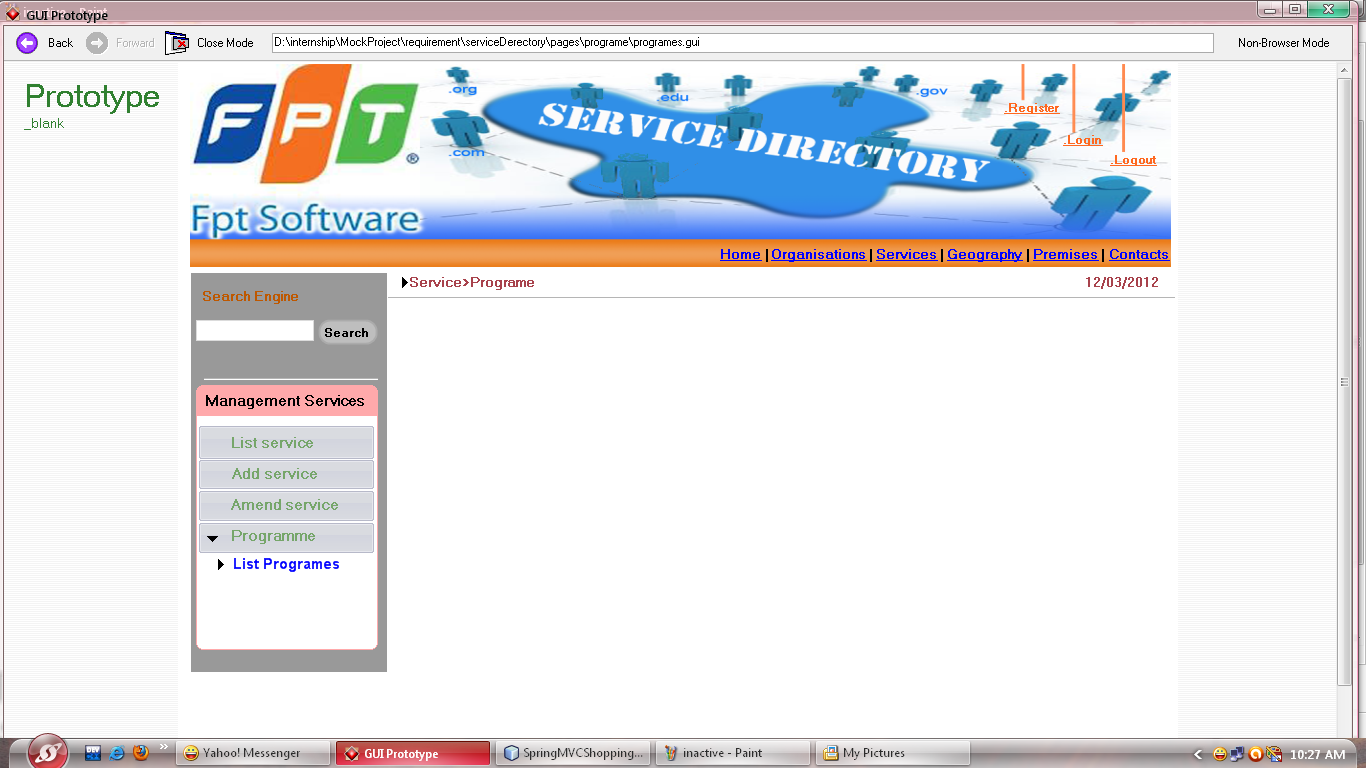 GUI Prototype
Back Forward Close Mode D:\internship\MockProject\requirement\serviceDerectory\pages\programe\programes.gui Non-Browser Mode
Prototype
_blank
FPT ®
Fpt Software
.org
.edu
.gov
.com
SERVICE DIRECTORY
.Register
.Login
.Logout
Home | Organisations | Services | Geography | Premises | Contacts
Search Engine
Search
Service>Programe 12/03/2012
Management Services
List service
Add service
Amend service
Programme
List Programes
Yahoo! Messenger GUI Prototype SpringMVCShopping... inactive - Paint My Pictures 10:27 AM